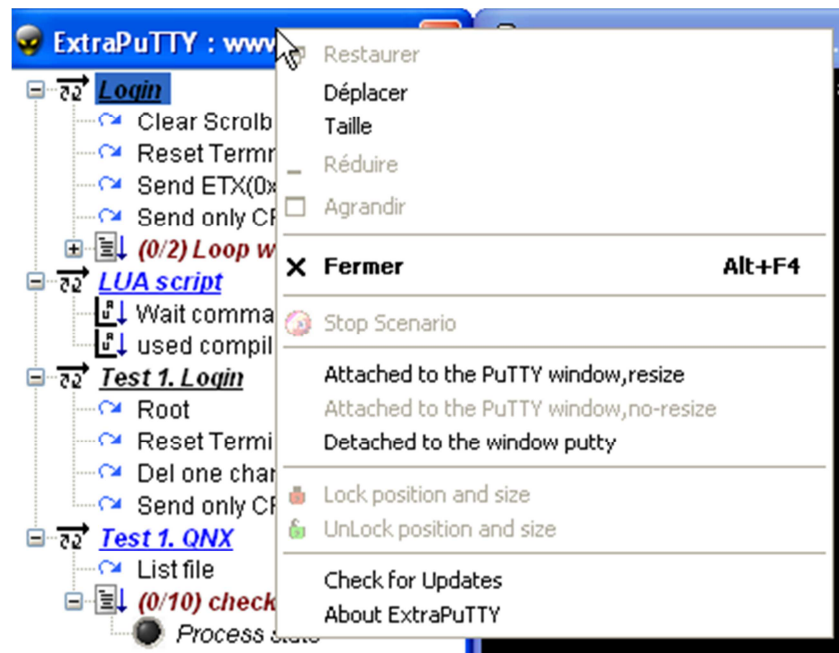 ExtraPuTTY : www
Login
Clear Scrolb
Reset Termr
Send ETX(0x
Send only CF
(0/2) Loop w
LUA script
Wait comma
used compil
Test 1. Login
Root
Reset Termi
Del one char
Send only CF
Test 1. QNX
List file
(0/10) check
Process state
Restaurer
Déplacer
Taille
Réduire
Agrandir
Fermer Alt+F4
Stop Scenario
Attached to the PuTTY window,resize
Attached to the PuTTY window,no-resize
Detached to the window putty
Lock position and size
UnLock position and size
Check for Updates
About ExtraPuTTY